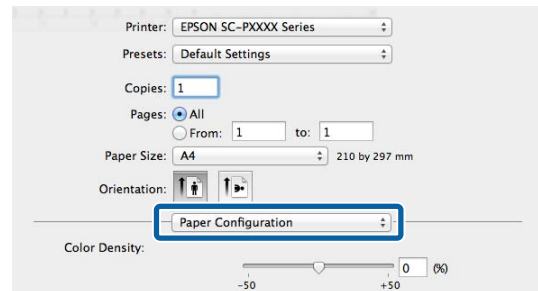 Printer: EPSON SC-PXXXX Series
Presets: Default Settings
Copies: 1
Pages: All
From: 1 to: 1
Paper Size: A4 210 by 297 mm
Orientation:
Paper Configuration
Color Density:
0 (%)
-50 +50